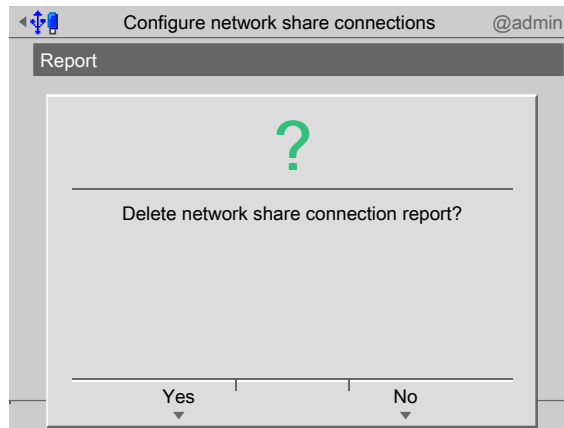 Configure network share connections @admin
Report
?
Delete network share connection report?
Yes No